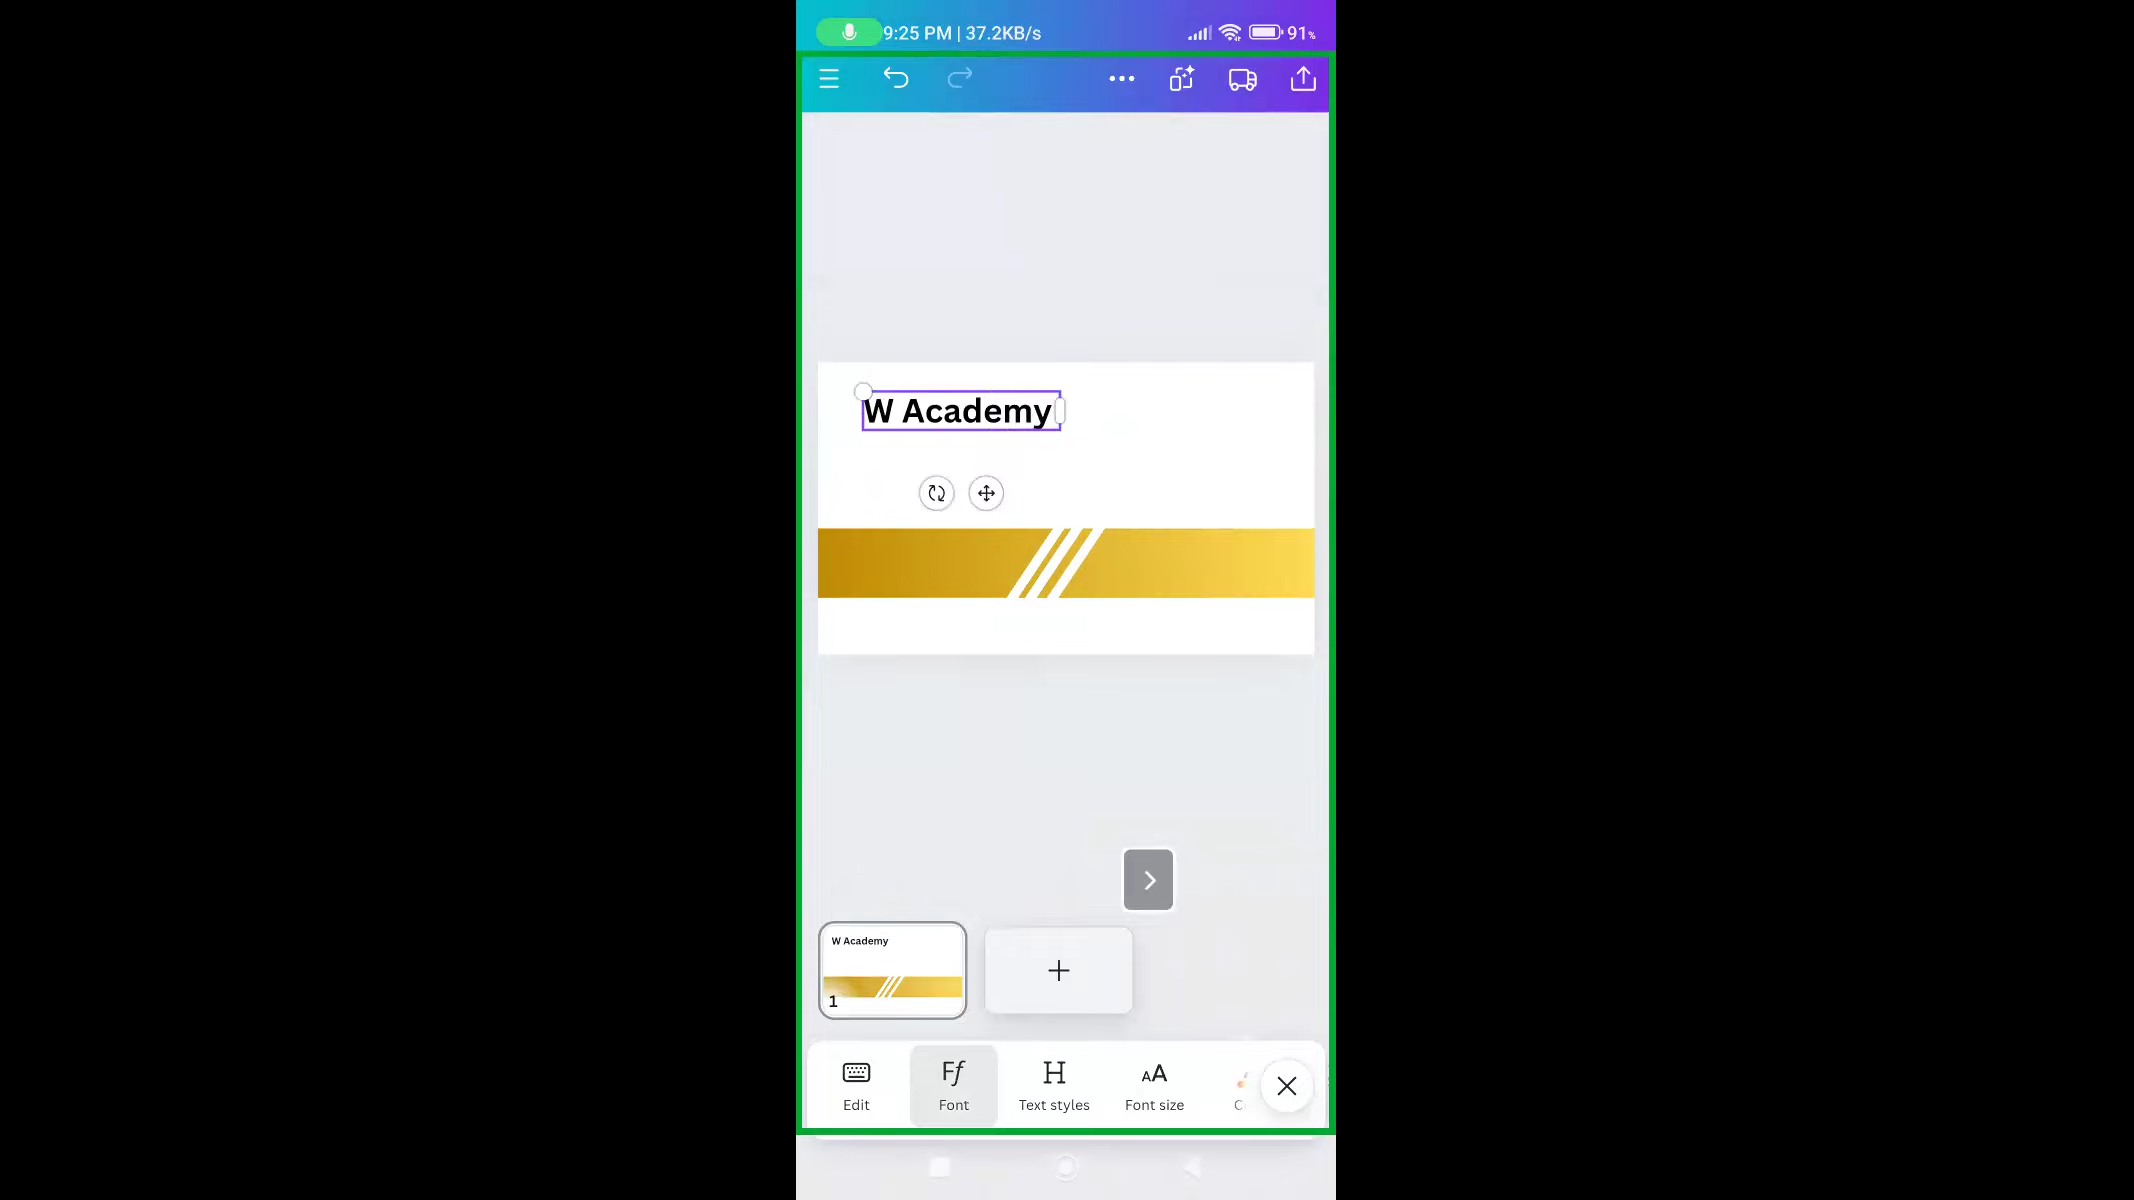 9:25 PM | 37.2KB/s 91%
W Academy
W Academy
1
Edit Font Text styles Font size